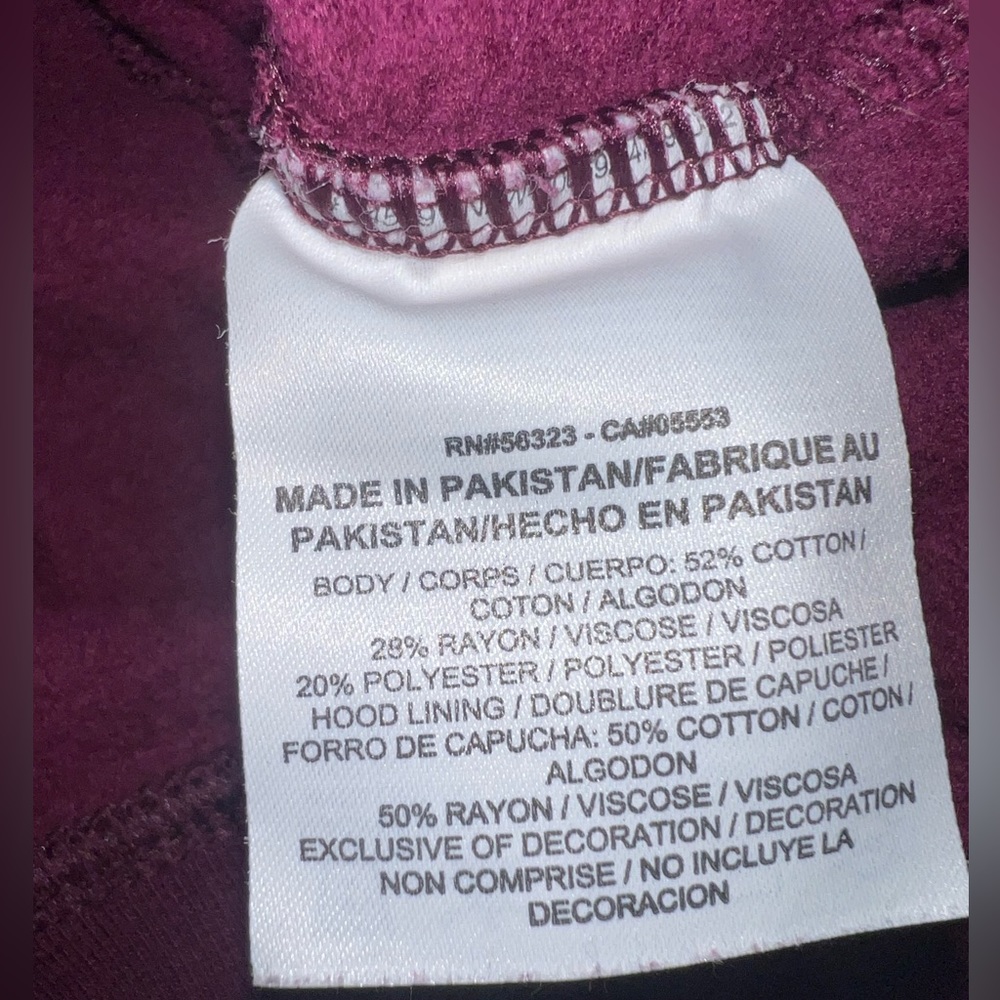 RN#56323 - CA#05553
MADE IN PAKISTAN/FABRIQUE AU
PAKISTAN/HECHO EN PAKISTAN
BODY / CORPS / CUERPO: 52% COTTON /
COTON / ALGODON
28% RAYON / VISCOSE / VISCOSA
20% POLYESTER / POLYESTER / POLIESTER
HOOD LINING / DOUBLURE DE CAPUCHE /
FORRO DE CAPUCHA: 50% COTTON / COTON /
ALGODON
50% RAYON / VISCOSE / VISCOSA
EXCLUSIVE OF DECORATION / DECORATION
NON COMPRISE / NO INCLUYE LA
DECORACION